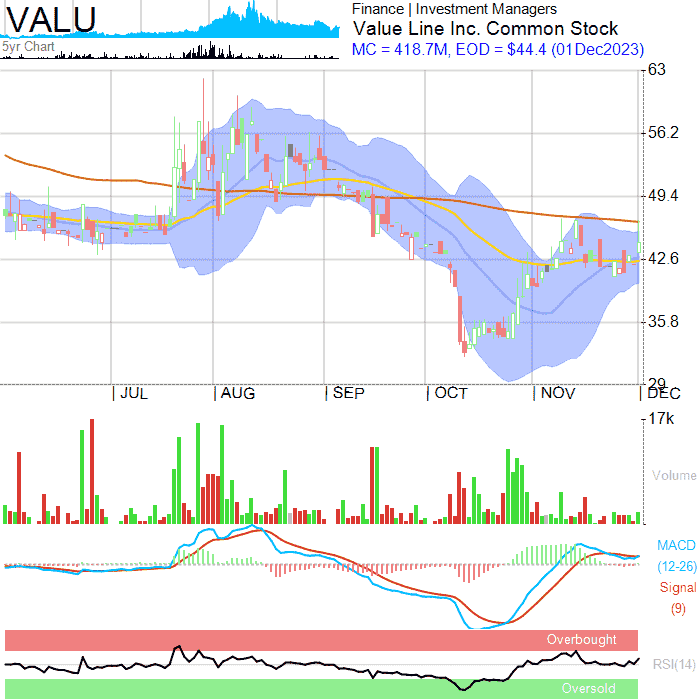 VALU
Finance | Investment Managers
Value Line Inc. Common Stock
MC = 418.7M, EOD = $44.4 (01Dec2023)
5yr Chart
63
56.2
49.4
42.6
35.8
29
JUL
AUG
SEP
OCT
NOV
DEC
17k
Volume
MACD
(12-26)
Signal
(9)
Overbought
RSI(14)
Oversold